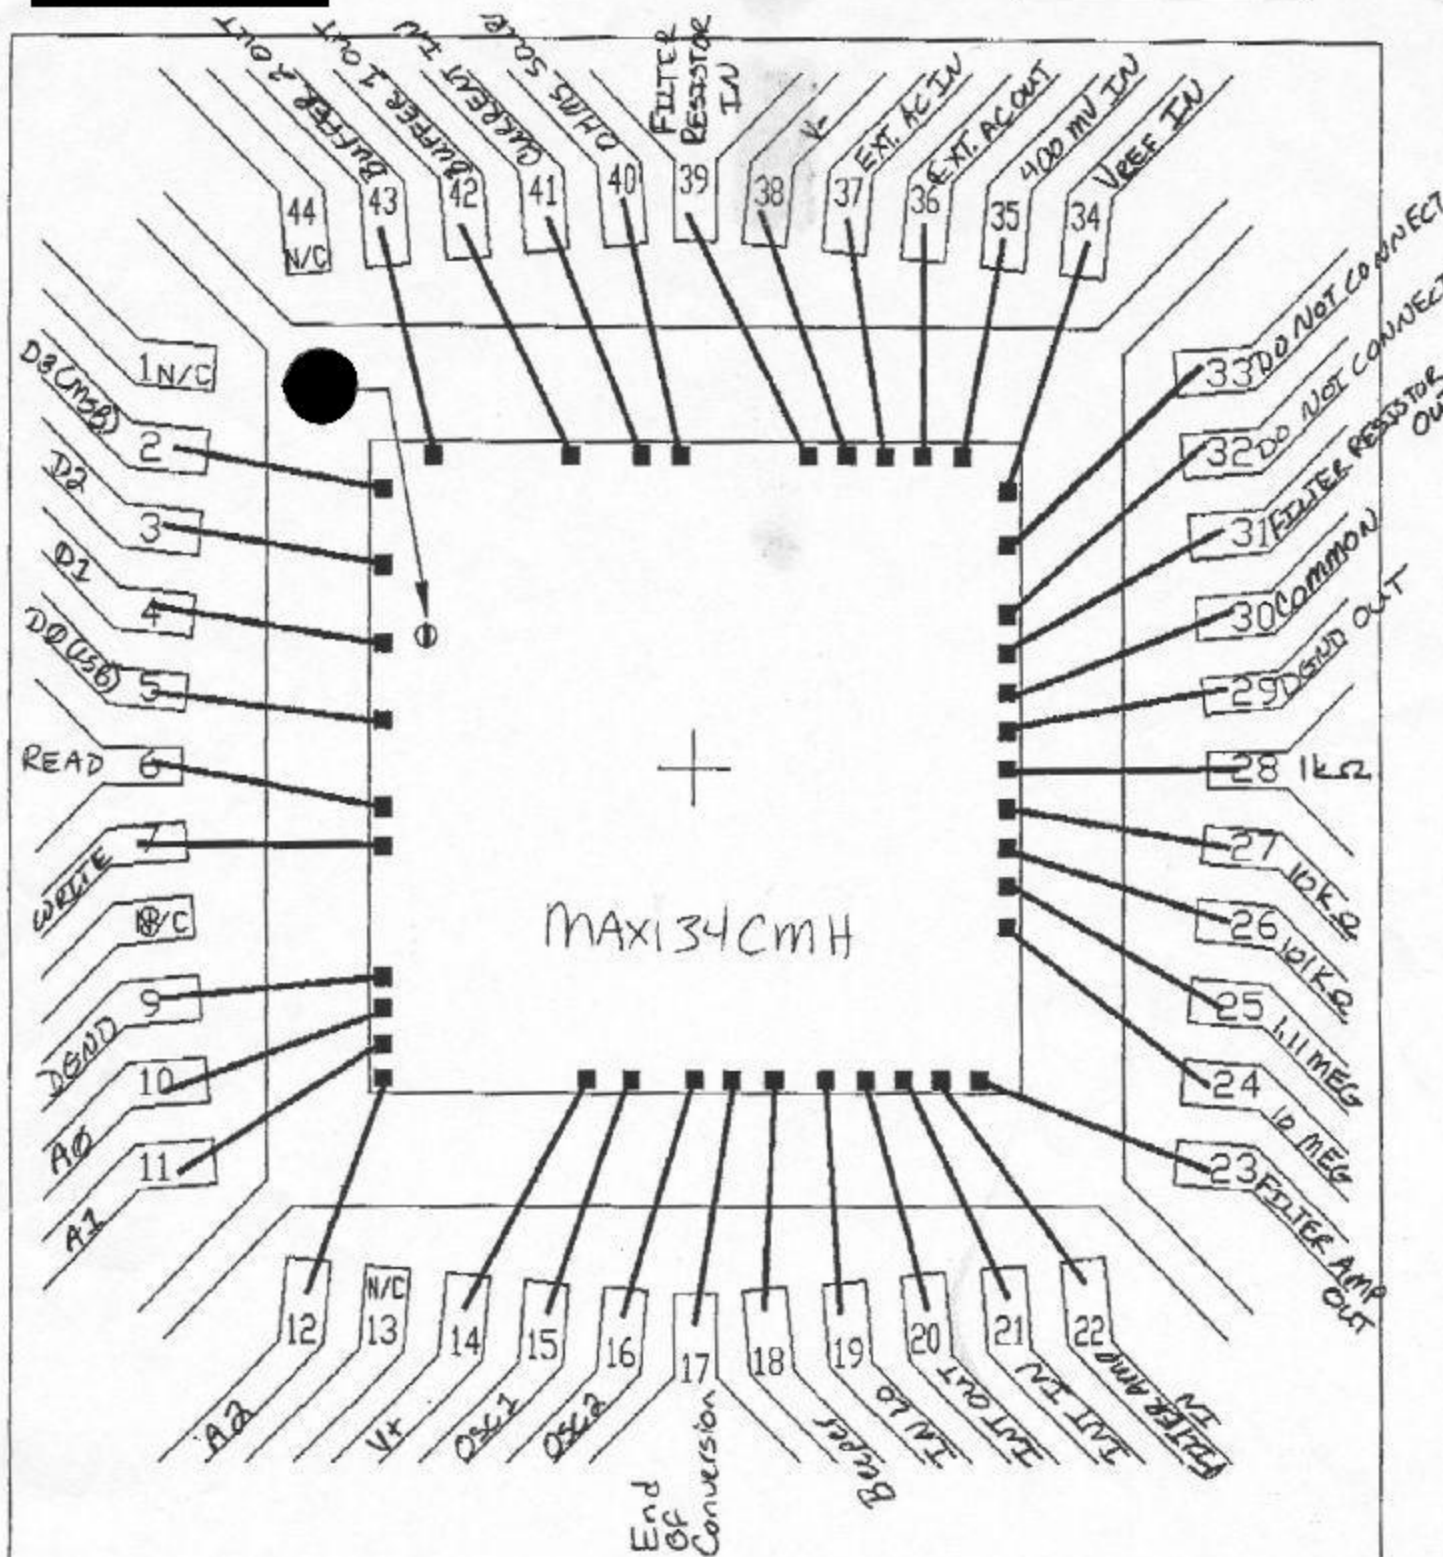 44
N/C
43 BUFFER 2 OUT
42 BUFFER 1 OUT
41 CURRENT IN
40 OHMS
39
FILTER
RESISTOR
IN
38 V-
37 EXT. AC IN
36 EXT. AC OUT
35 400 mV IN
34 VREF IN
33 DO NOT CONNECT
32 DO NOT CONNECT
31 FILTER RESISTOR
OUT
30 COMMON
29 DGND OUT
28 1kΩ
27 10KΩ
26 101KΩ
25 1.11 MEG
24 10 MEG
23 FILTER AMP
OUT
1 N/C
D3(MSB) 2
D2 3
D1 4
D0(LSB) 5
READ 6
WRITE 7
N/C
DGND 9
A0 10
A1 11
MAX134CMH
12 A2
N/C
13
14 V+
15 OSC1
16 OSC2
17
End
OF
Conversion
18 Beeper
19 IN LO
20 INT OUT
21 INT IN
22 FILTER AMP
IN